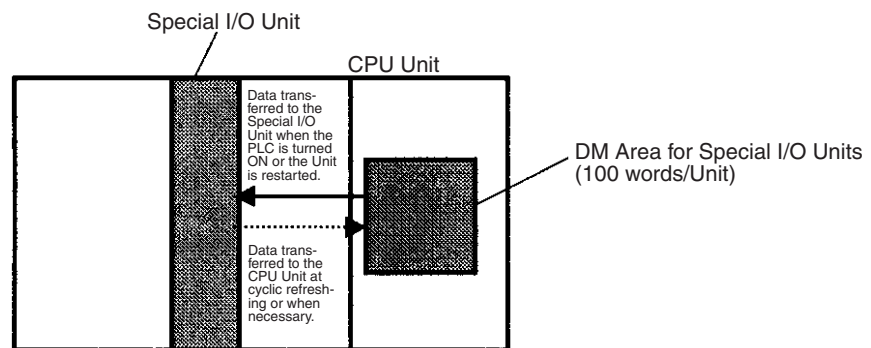 Special I/O Unit
CPU Unit
Data trans-
ferred to the
Special I/O
Unit when the
PLC is turned
ON or the Unit
is restarted.
DM Area for Special I/O Units
(100 words/Unit)
Data trans-
ferred to the
CPU Unit at
cyclic refresh-
ing or when
necessary.